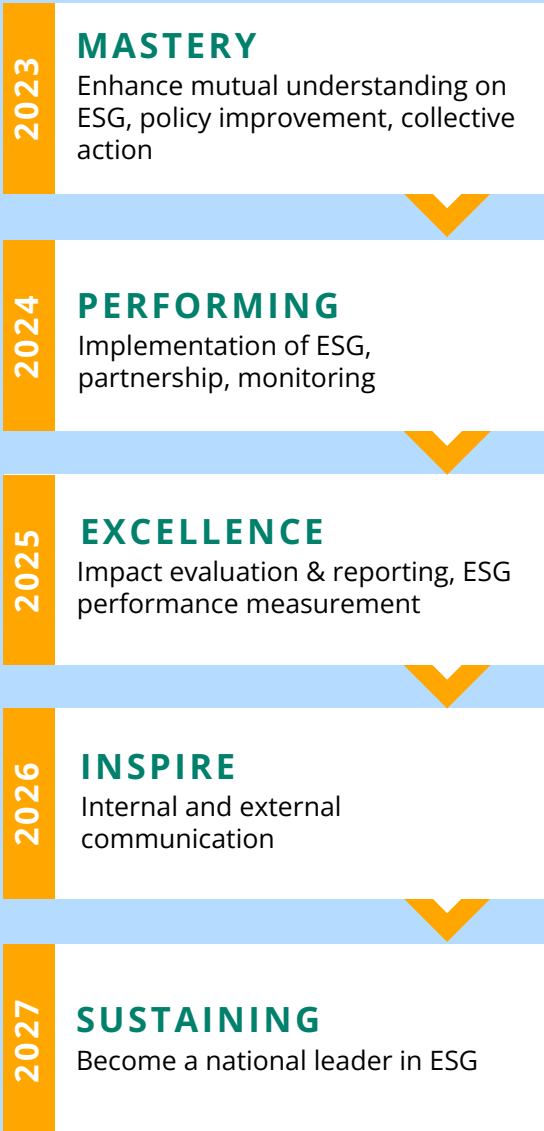 2023
MASTERY
Enhance mutual understanding on
ESG, policy improvement, collective
action
2024
PERFORMING
Implementation of ESG,
partnership, monitoring
2025
EXCELLENCE
Impact evaluation & reporting, ESG
performance measurement
2026
INSPIRE
Internal and external
communication
2027
SUSTAINING
Become a national leader in ESG